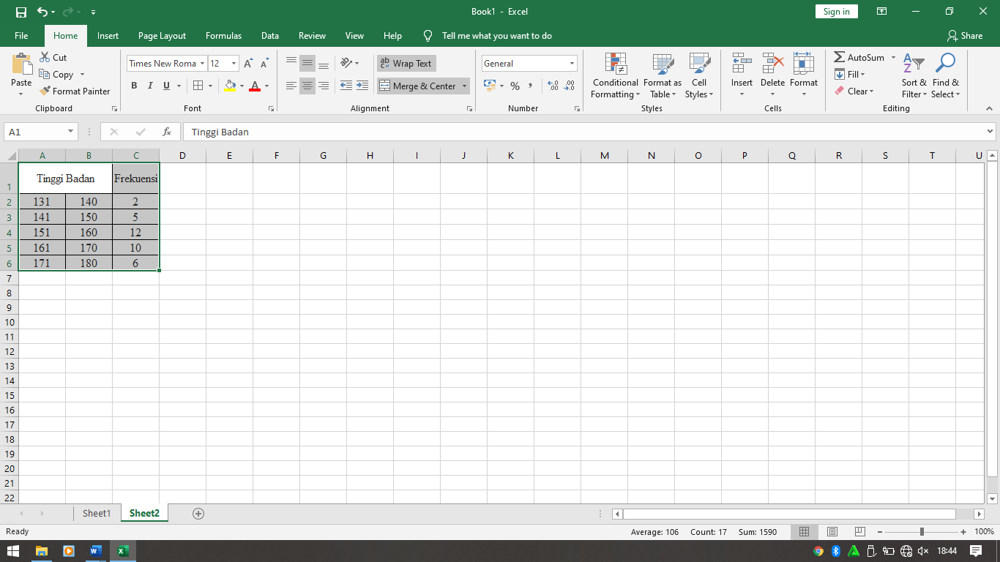 Book1 - Excel
Sign in
File Home Insert Page Layout Formulas Data Review View Help Tell me what you want to do Share
Paste
Cut
Copy
Format Painter
Clipboard
Times New Roma 12
B I U A
Font
Wrap Text
Merge & Center
Alignment
General
% ,
Number
Conditional Formatting
Format as Table
Cell Styles
Styles
Insert Delete Format
Cells
AutoSum
Fill
Clear
Sort & Filter
Find & Select
Editing
A1 fx Tinggi Badan
A B C D E F G H I J K L M N O P Q R S T U
1 Tinggi Badan Frekuensi
2 131 140 2
3 141 150 5
4 151 160 12
5 161 170 10
6 171 180 6
7
8
9
10
11
12
13
14
15
16
17
18
19
20
21
22
Sheet1 Sheet2
Ready Average: 106 Count: 17 Sum: 1590 100%
18:44